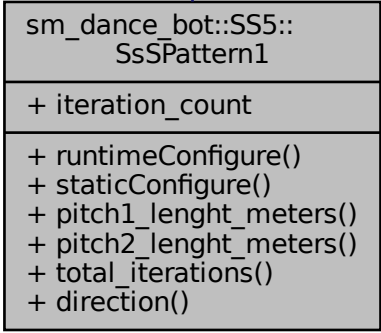 sm_dance_bot::SS5::
SsSPattern1
+ iteration_count
+ runtimeConfigure()
+ staticConfigure()
+ pitch1_lenght_meters()
+ pitch2_lenght_meters()
+ total_iterations()
+ direction()